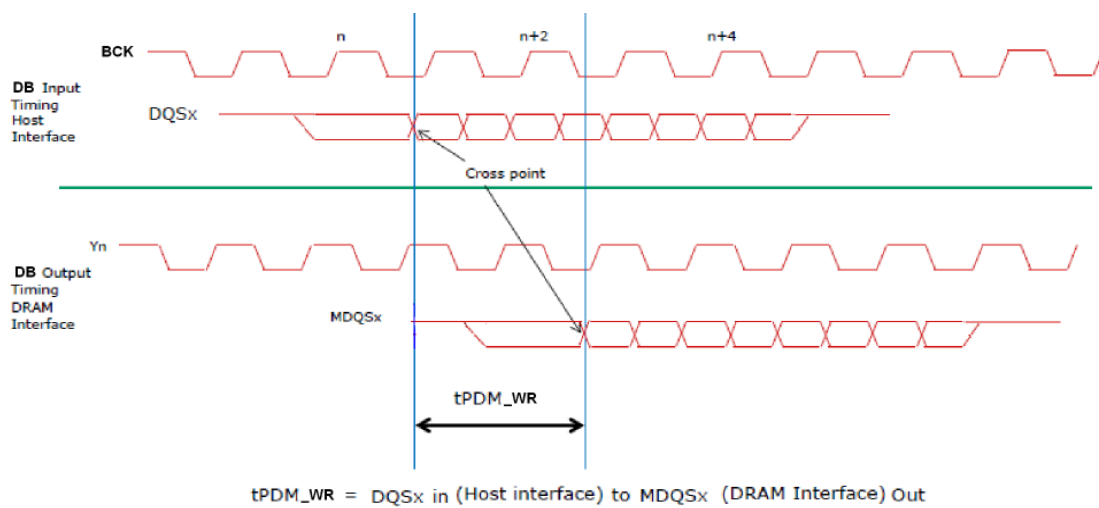 n n+2 n+4
BCK
DB Input
Timing
Host
Interface
DQSx
Cross point
Yn
DB Output
Timing
DRAM
Interface
MDQSx
tPDM_WR
tPDM_WR = DQSx in (Host interface) to MDQSx (DRAM Interface) Out